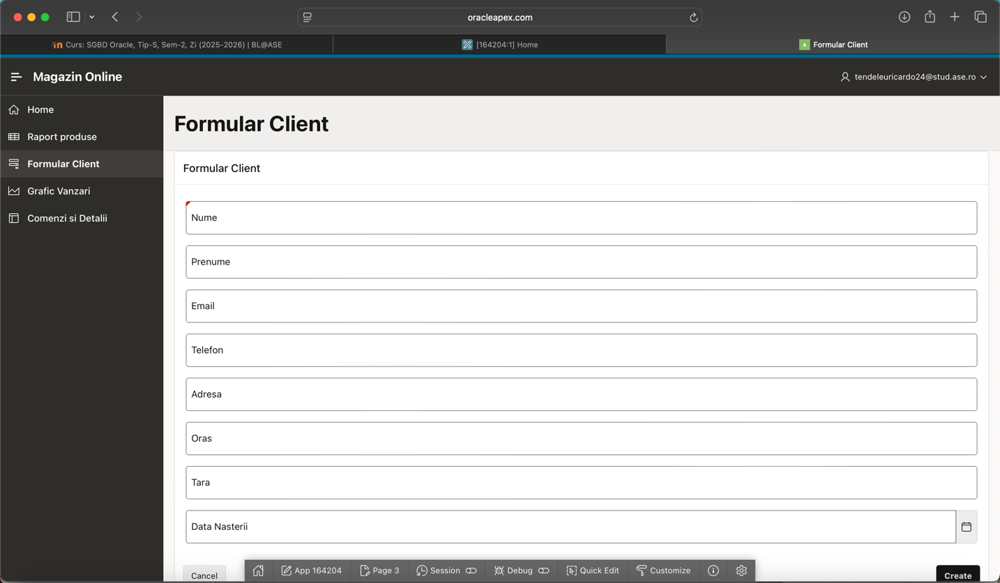 oracleapex.com
Curs: SGBD Oracle, Tip-S, Sem-2, Zi (2025-2026) | BL@ASE
[164204:1] Home
Formular Client
Magazin Online
tendeleuricardo24@stud.ase.ro
Home
Raport produse
Formular Client
Grafic Vanzari
Comenzi si Detalii
Formular Client
Formular Client
Nume
Prenume
Email
Telefon
Adresa
Oras
Tara
Data Nasterii
Cancel
App 164204
Page 3
Session
Debug
Quick Edit
Customize
Create